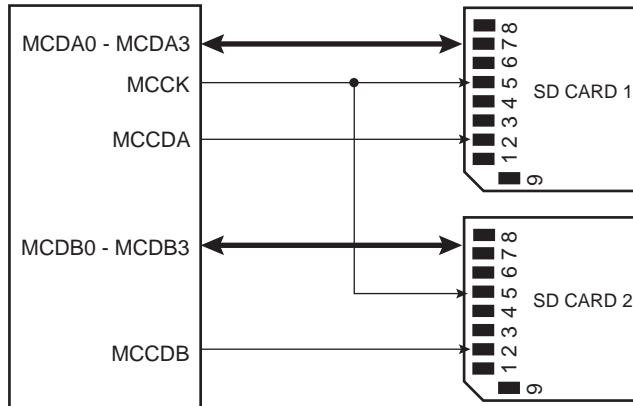 MCDA0 - MCDA3
MCCK
MCCDA
8
7
6
5
4
3
2
1
9
SD CARD 1
MCDB0 - MCDB3
MCCDB
8
7
6
5
4
3
2
1
9
SD CARD 2